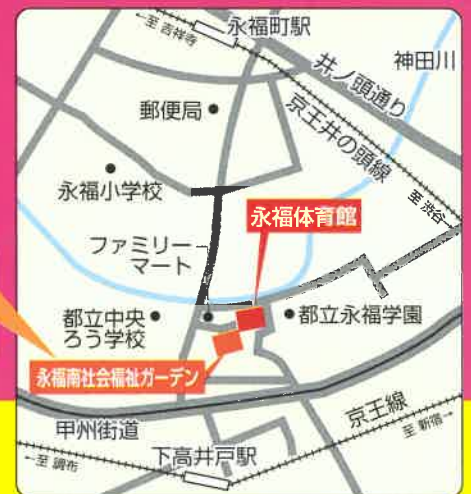 ←至 吉祥寺
永福町駅
神田川
井ノ頭通り
郵便局
京王井の頭線
永福小学校
至 渋谷→
永福体育館
ファミリー
マート
都立中央
ろう学校
都立永福学園
永福南社会福祉ガーデン
甲州街道
京王線
至 新宿→
下高井戸駅
←至 調布